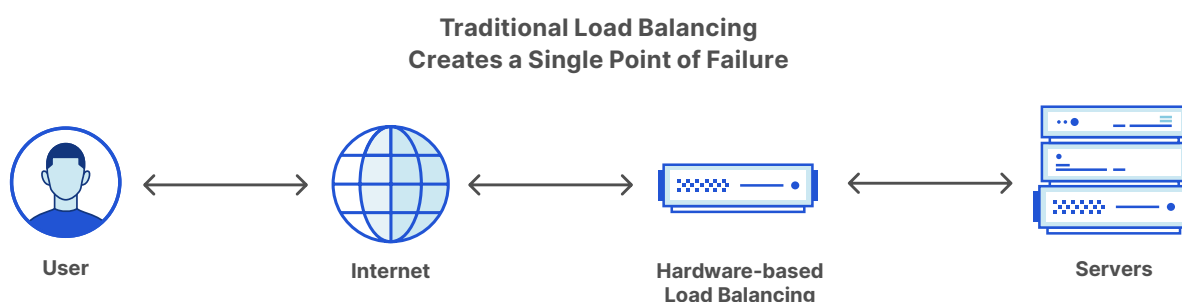 Traditional Load Balancing
Creates a Single Point of Failure
User
Internet
Hardware-based
Load Balancing
Servers